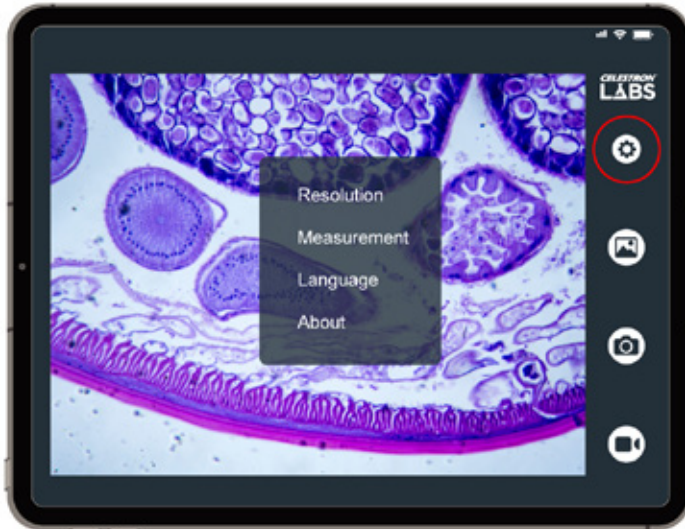 CELESTRON
LABS
Resolution
Measurement
Language
About